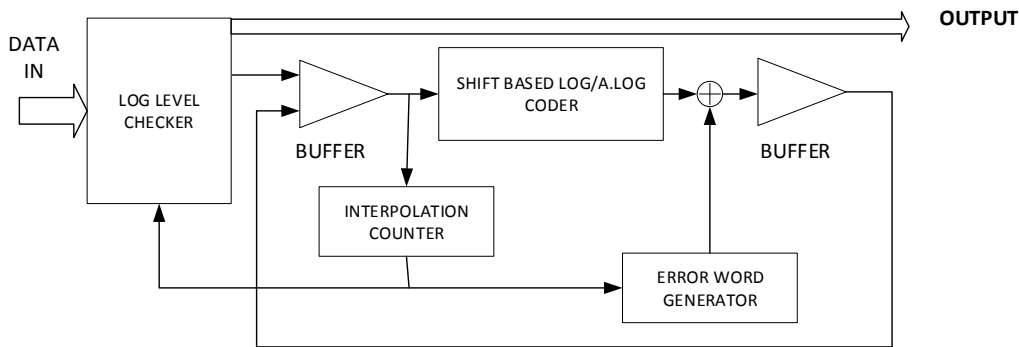 OUTPUT
DATA
IN
LOG LEVEL
CHECKER
SHIFT BASED LOG/A.LOG
CODER
BUFFER
BUFFER
INTERPOLATION
COUNTER
ERROR WORD
GENERATOR